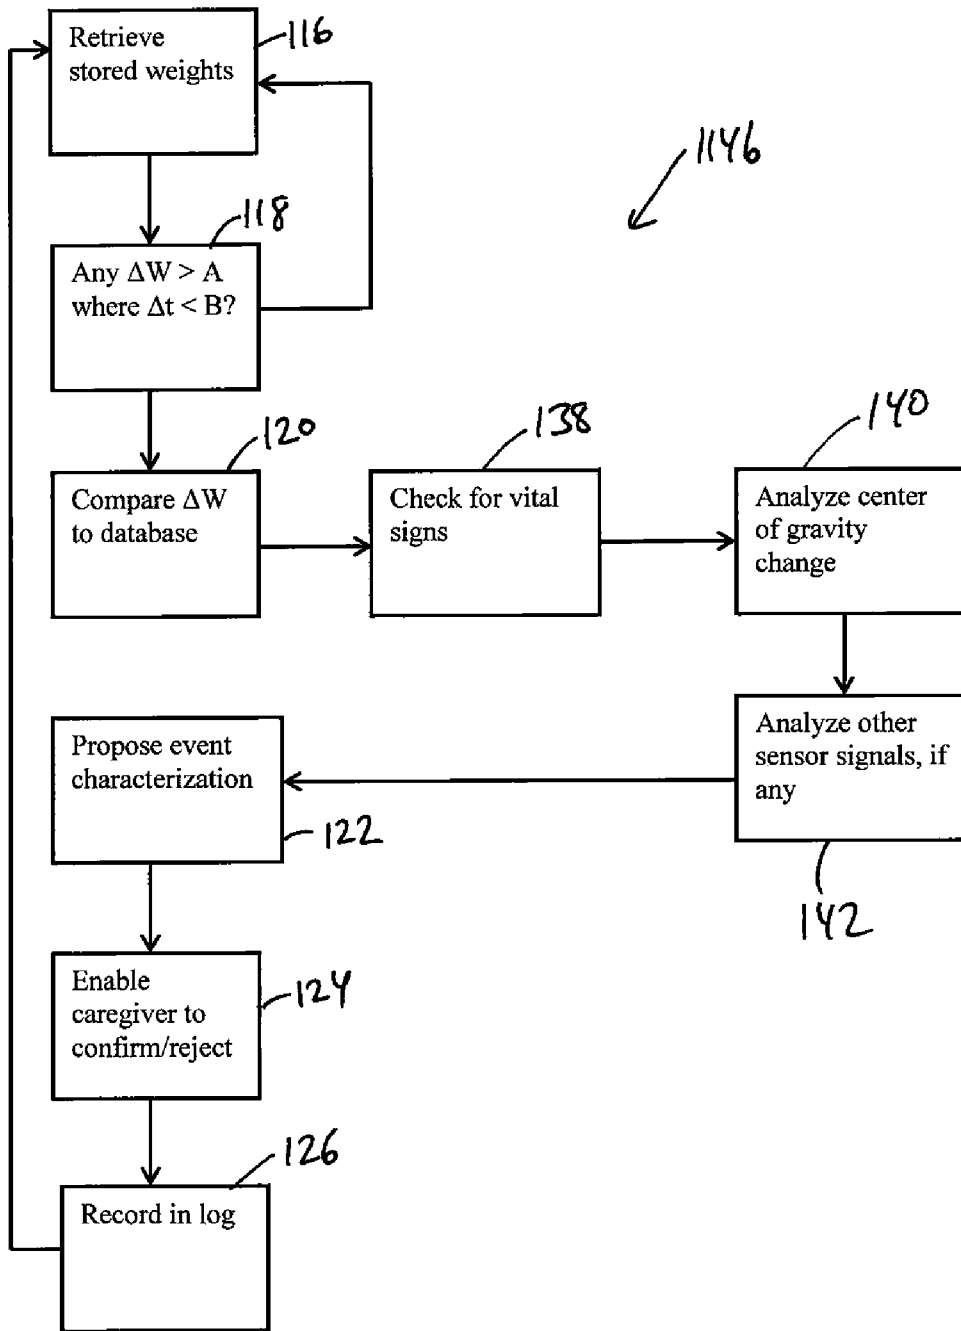 Retrieve
stored weights
116
1146
118
Any ΔW > A
where Δt < B?
120
Compare ΔW
to database
138
Check for vital
signs
140
Analyze center
of gravity
change
Analyze other
sensor signals, if
any
142
Propose event
characterization
122
Enable
caregiver to
confirm/reject
124
126
Record in log